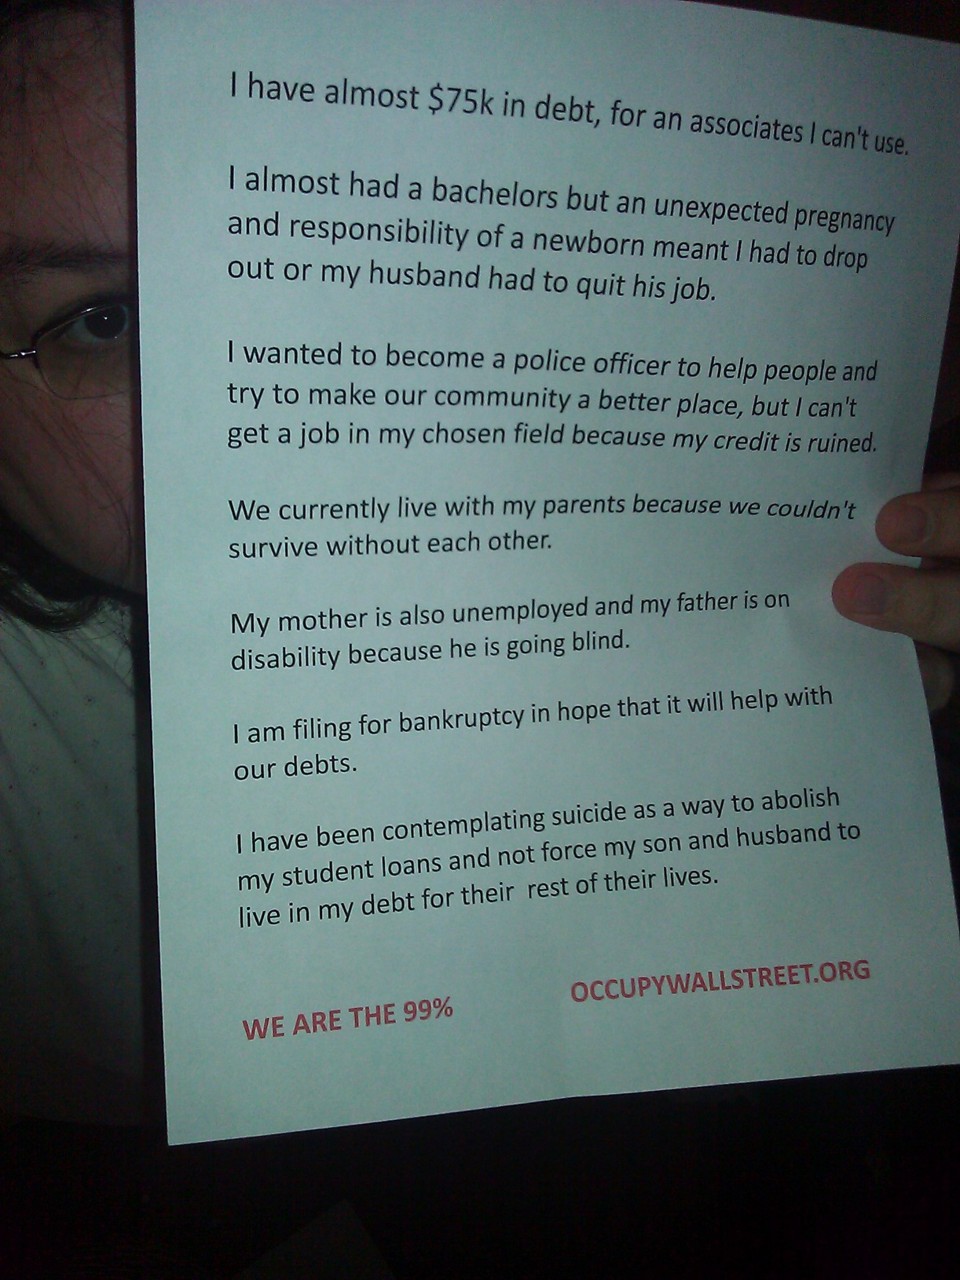 I have almost $75k in debt, for an associates I can't use.
I almost had a bachelors but an unexpected pregnancy
and responsibility of a newborn meant I had to drop
out or my husband had to quit his job.
I wanted to become a police officer to help people and
try to make our community a better place, but I can't
get a job in my chosen field because my credit is ruined.
We currently live with my parents because we couldn't
survive without each other.
My mother is also unemployed and my father is on
disability because he is going blind.
I am filing for bankruptcy in hope that it will help with
our debts.
I have been contemplating suicide as a way to abolish
my student loans and not force my son and husband to
live in my debt for their rest of their lives.
WE ARE THE 99% OCCUPYWALLSTREET.ORG